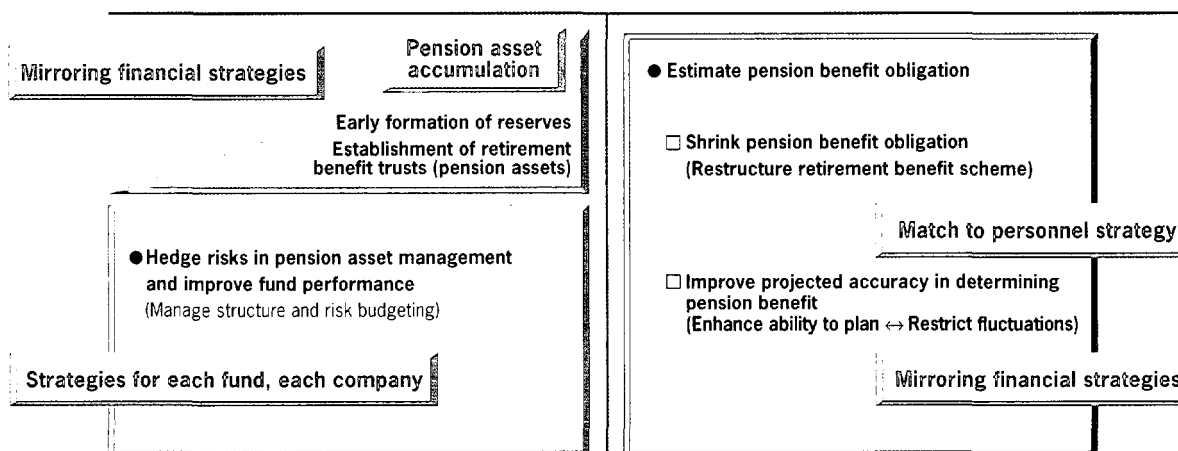 Mirroring financial strategies
Pension asset
accumulation
Early formation of reserves
Establishment of retirement
benefit trusts (pension assets)
● Hedge risks in pension asset management
and improve fund performance
(Manage structure and risk budgeting)
Strategies for each fund, each company
● Estimate pension benefit obligation
□ Shrink pension benefit obligation
(Restructure retirement benefit scheme)
Match to personnel strategy
□ Improve projected accuracy in determining
pension benefit
(Enhance ability to plan ↔ Restrict fluctuations)
Mirroring financial strategies